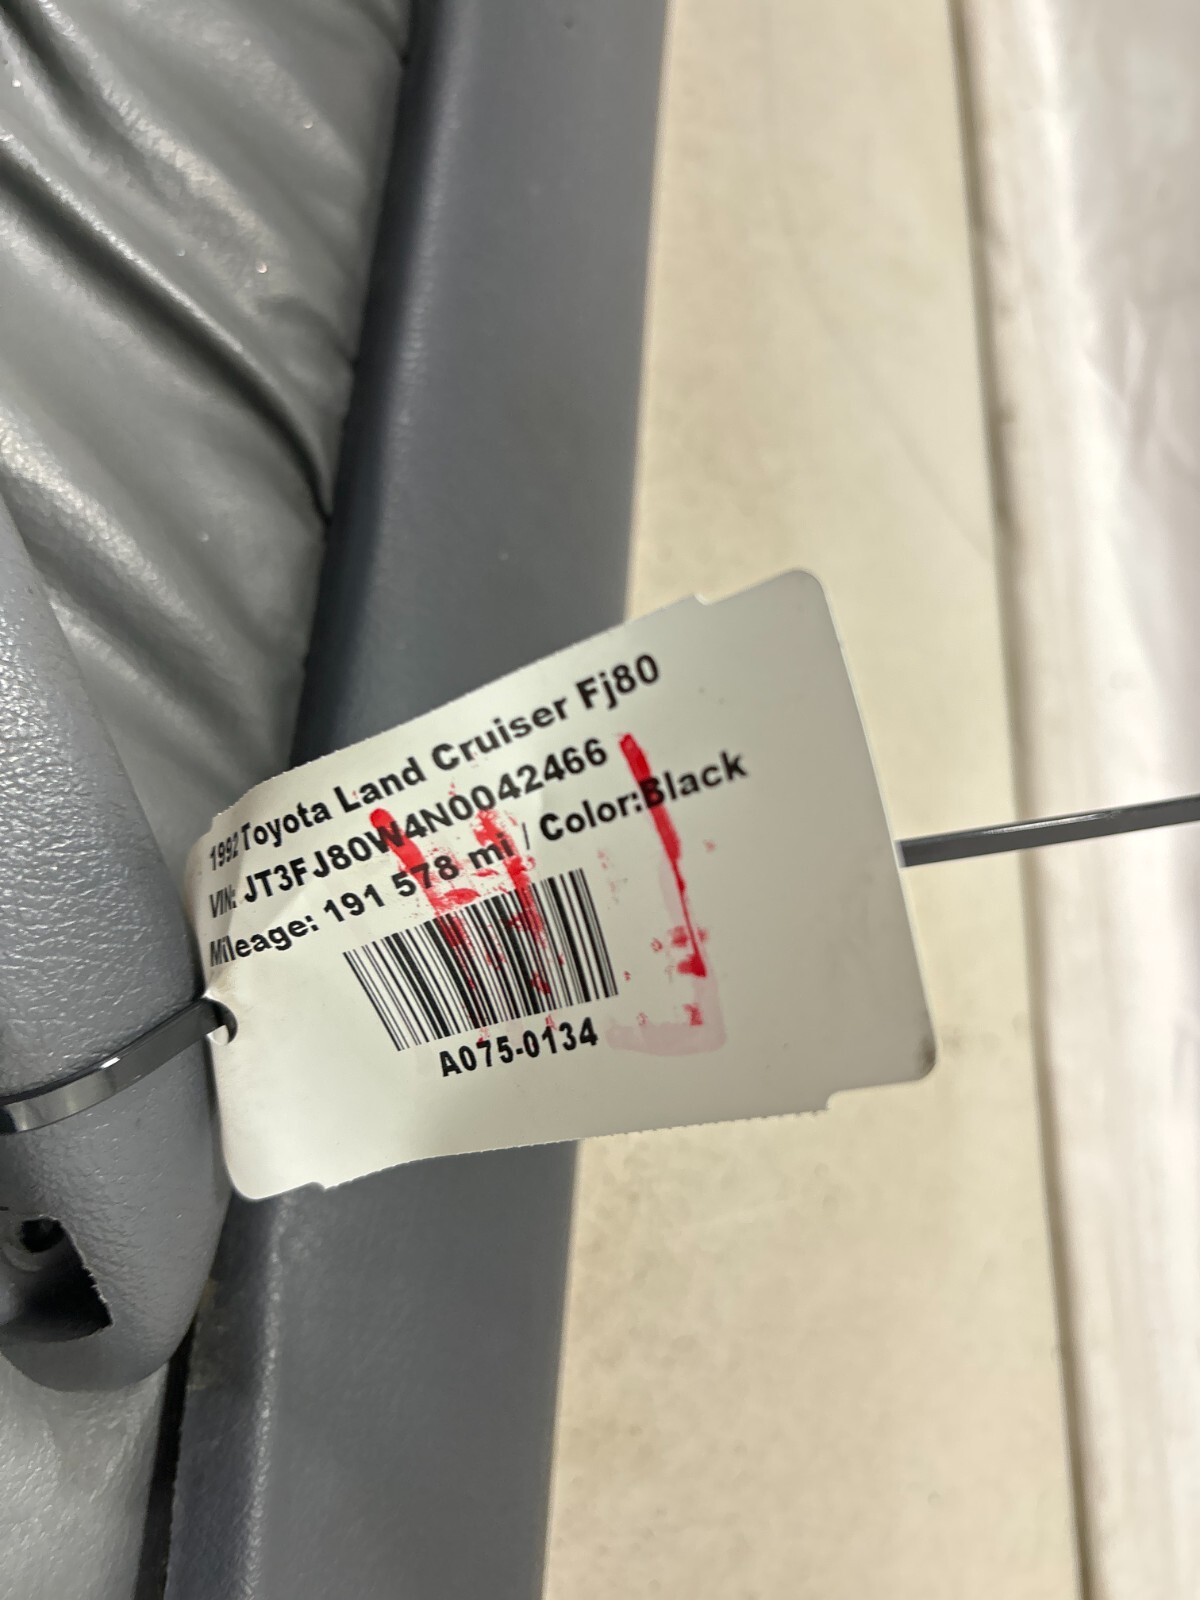 1992 Toyota Land Cruiser Fj80
VIN: JT3FJ80W4N0042466
Mileage: 191 578 mi / Color:Black
A075-0134